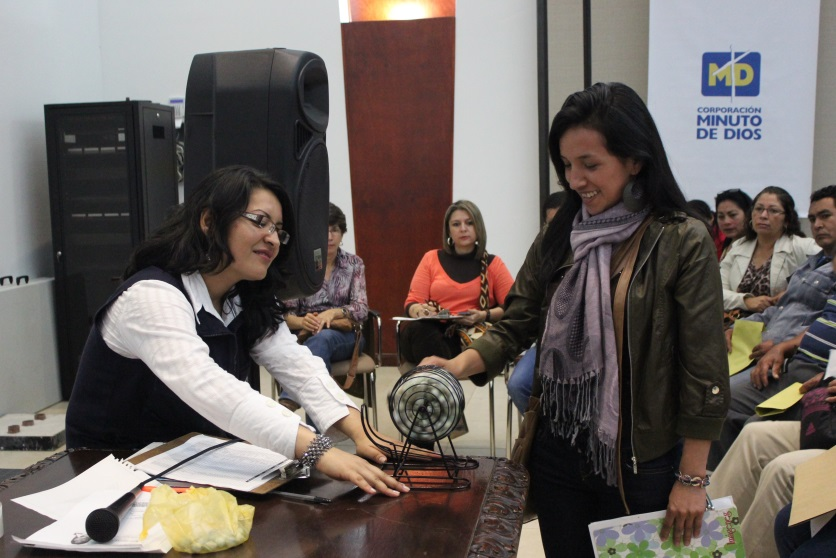 MD
CORPORACIÓN
MINUTO
DE DIOS